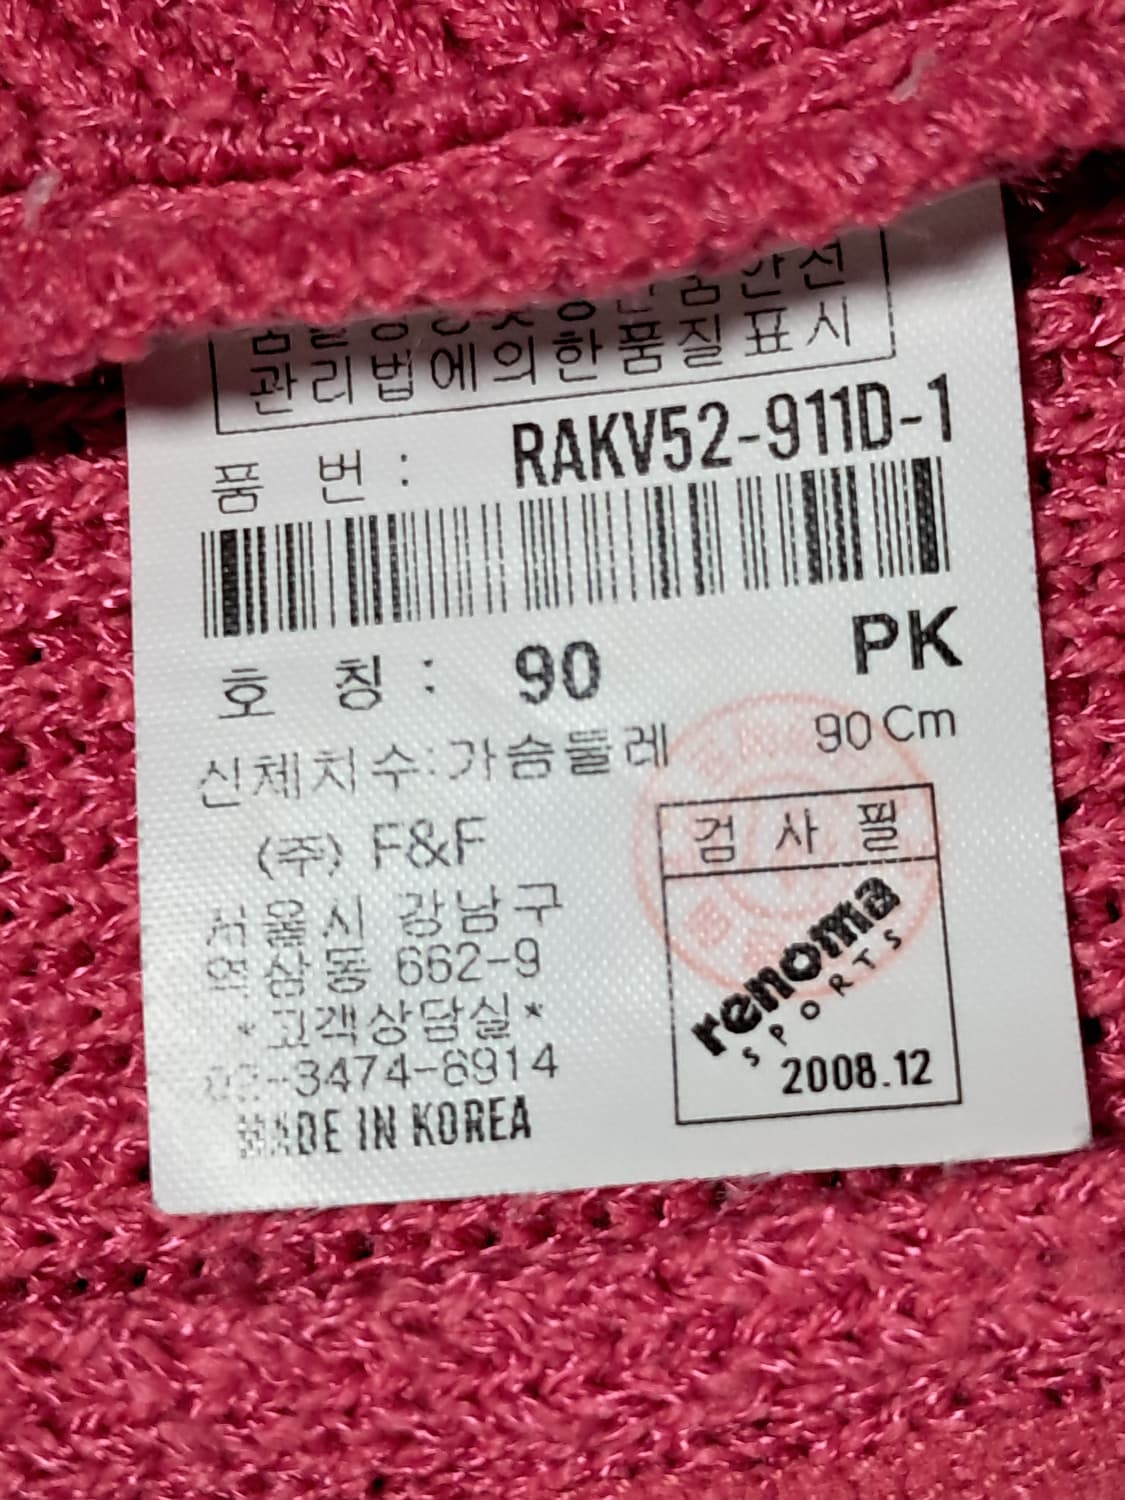 관리법에의한품질표시
품 번 : RAKV52-911D-1
호 칭 : 90 PK
신체치수:가슴둘레 90Cm
(주) F&F
서울시 강남구
역삼동 662-9
*고객상담실*
02-3474-6914
MADE IN KOREA
검 사 필
renoma
SPORTS
2008.12